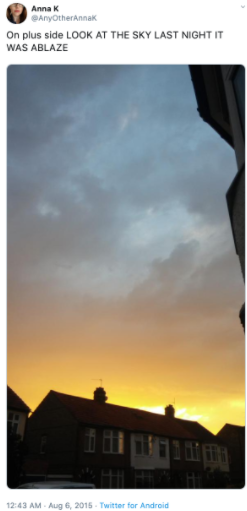 Anna K
@AnyOtherAnnaK
On plus side LOOK AT THE SKY LAST NIGHT IT
WAS ABLAZE
12:43 AM · Aug 6, 2015 · Twitter for Android